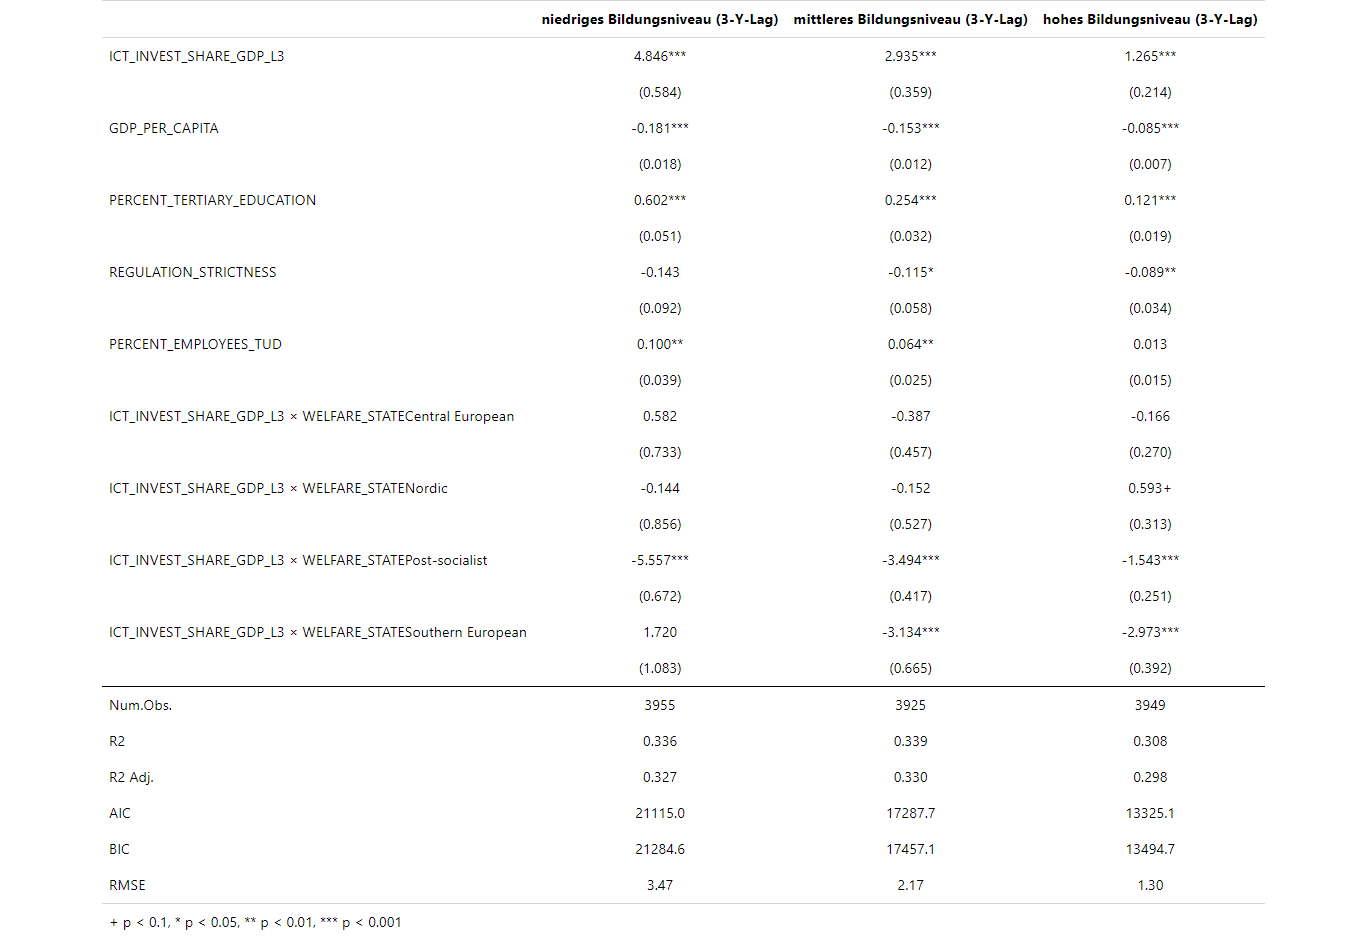 niedriges Bildungsniveau (3-Y-Lag) mittleres Bildungsniveau (3-Y-Lag) hohes Bildungsniveau (3-Y-Lag)
ICT_INVEST_SHARE_GDP_L3 4.846*** 2.935*** 1.265***
(0.584) (0.359) (0.214)
GDP_PER_CAPITA -0.181*** -0.153*** -0.085***
(0.018) (0.012) (0.007)
PERCENT_TERTIARY_EDUCATION 0.602*** 0.254*** 0.121***
(0.051) (0.032) (0.019)
REGULATION_STRICTNESS -0.143 -0.115* -0.089**
(0.092) (0.058) (0.034)
PERCENT_EMPLOYEES_TUD 0.100** 0.064** 0.013
(0.039) (0.025) (0.015)
ICT_INVEST_SHARE_GDP_L3 × WELFARE_STATECentral European 0.582 -0.387 -0.166
(0.733) (0.457) (0.270)
ICT_INVEST_SHARE_GDP_L3 × WELFARE_STATENordic -0.144 -0.152 0.593+
(0.856) (0.527) (0.313)
ICT_INVEST_SHARE_GDP_L3 × WELFARE_STATEPost-socialist -5.557*** -3.494*** -1.543***
(0.672) (0.417) (0.251)
ICT_INVEST_SHARE_GDP_L3 × WELFARE_STATESouthern European 1.720 -3.134*** -2.973***
(1.083) (0.665) (0.392)
Num.Obs. 3955 3925 3949
R2 0.336 0.339 0.308
R2 Adj. 0.327 0.330 0.298
AIC 21115.0 17287.7 13325.1
BIC 21284.6 17457.1 13494.7
RMSE 3.47 2.17 1.30
+ p < 0.1, * p < 0.05, ** p < 0.01, *** p < 0.001